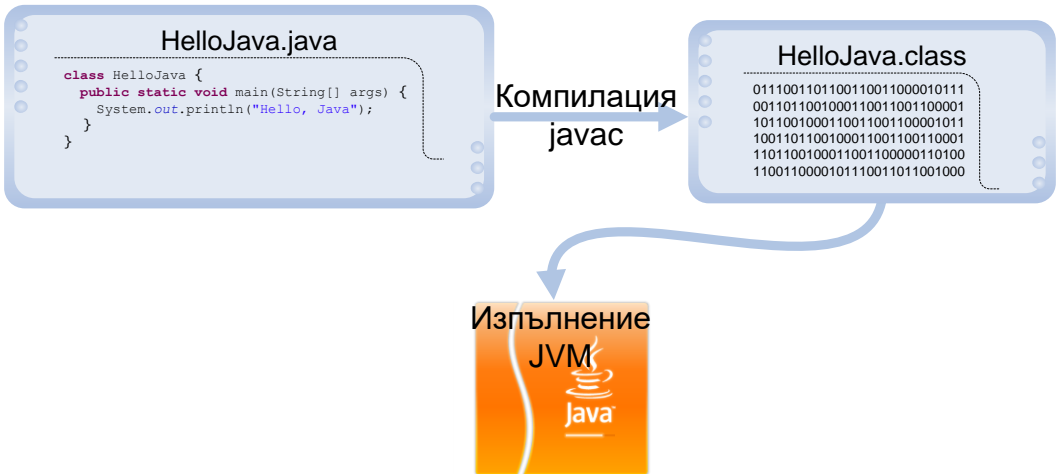 HelloJava.java
class HelloJava {
public static void main(String[] args) {
System.out.println("Hello, Java");
}
}
Компилация
javac
HelloJava.class
0111001101100110011000010111
0011011001000110011001100001
1011001000110011001100001011
1001101100100011001100110001
1101100100011001100000110100
1100110000101110011011001000
Изпълнение
JVM
Java